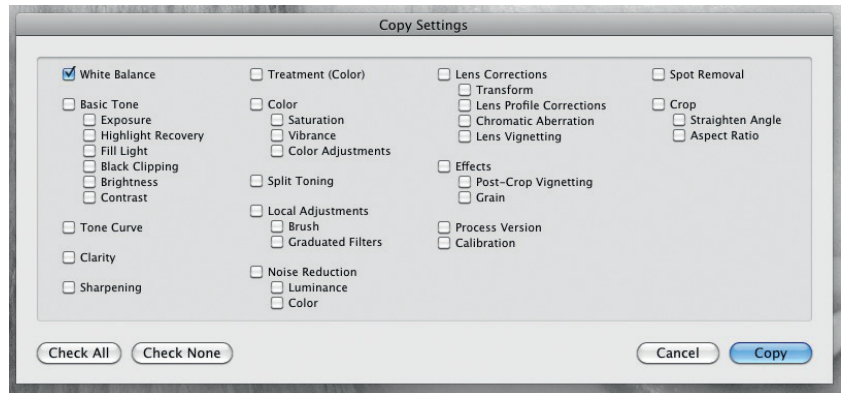 Copy Settings
White Balance
Basic Tone
Exposure
Highlight Recovery
Fill Light
Black Clipping
Brightness
Contrast
Tone Curve
Clarity
Sharpening
Treatment (Color)
Color
Saturation
Vibrance
Color Adjustments
Split Toning
Local Adjustments
Brush
Graduated Filters
Noise Reduction
Luminance
Color
Lens Corrections
Transform
Lens Profile Corrections
Chromatic Aberration
Lens Vignetting
Effects
Post-Crop Vignetting
Grain
Process Version
Calibration
Spot Removal
Crop
Straighten Angle
Aspect Ratio
Check All
Check None
Cancel
Copy